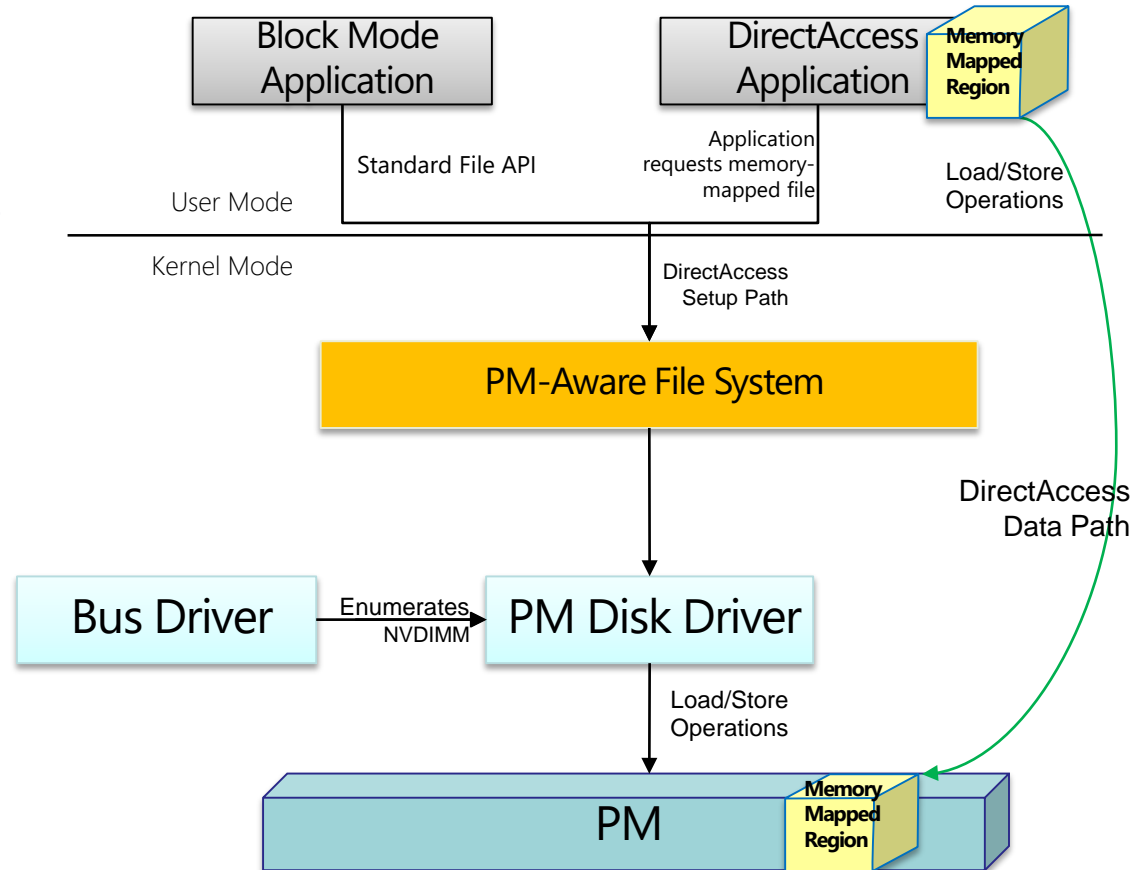 Block Mode
Application
DirectAccess
Application
Memory
Mapped
Region
Standard File API
Application
requests memory-
mapped file
Load/Store
Operations
User Mode
Kernel Mode
DirectAccess
Setup Path
PM-Aware File System
DirectAccess
Data Path
Bus Driver
Enumerates
NVDIMM
PM Disk Driver
Load/Store
Operations
PM
Memory
Mapped
Region